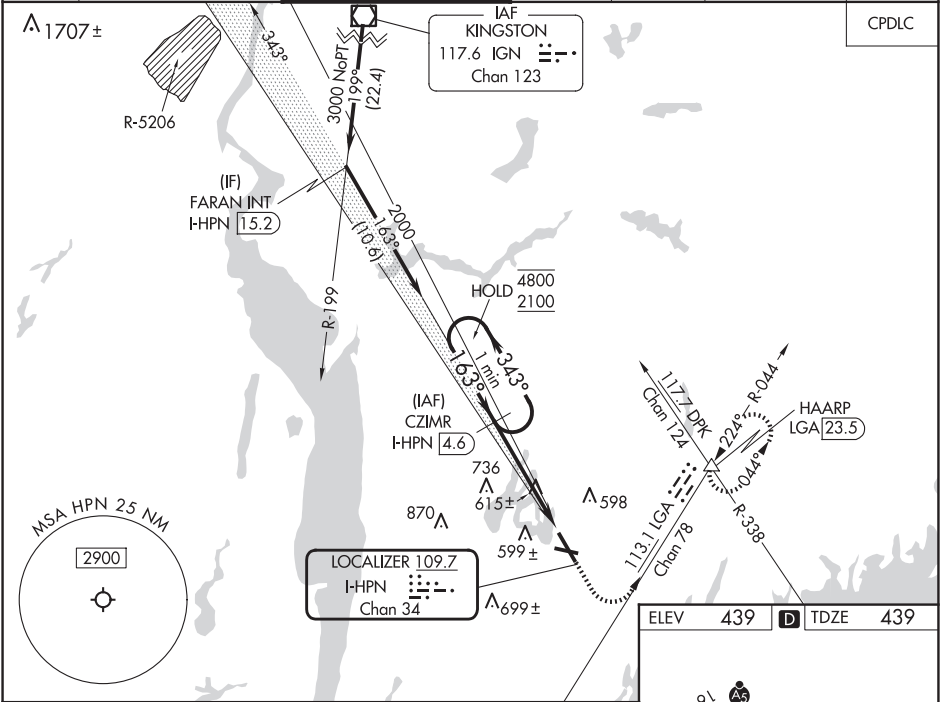 1707 ±
R-5206
343°
IAF
KINGSTON
117.6 IGN
Chan 123
CPDLC
3000 NoPT
199°
(22.4)
(IF)
FARAN INT
I-HPN 15.2
2000
163°
(10.6)
R-199
HOLD 4800
2100
1 min
343°
163°
(IAF)
CZIMR
I-HPN 4.6
736
615 ±
598
870
599 ±
699 ±
117.7 DPK
Chan 124
R-044
224°
044°
HAARP
LGA 23.5
R-338
113.1 LGA
Chan 78
MSA HPN 25 NM
2900
LOCALIZER 109.7
I-HPN
Chan 34
ELEV 439 D TDZE 439
16
A5